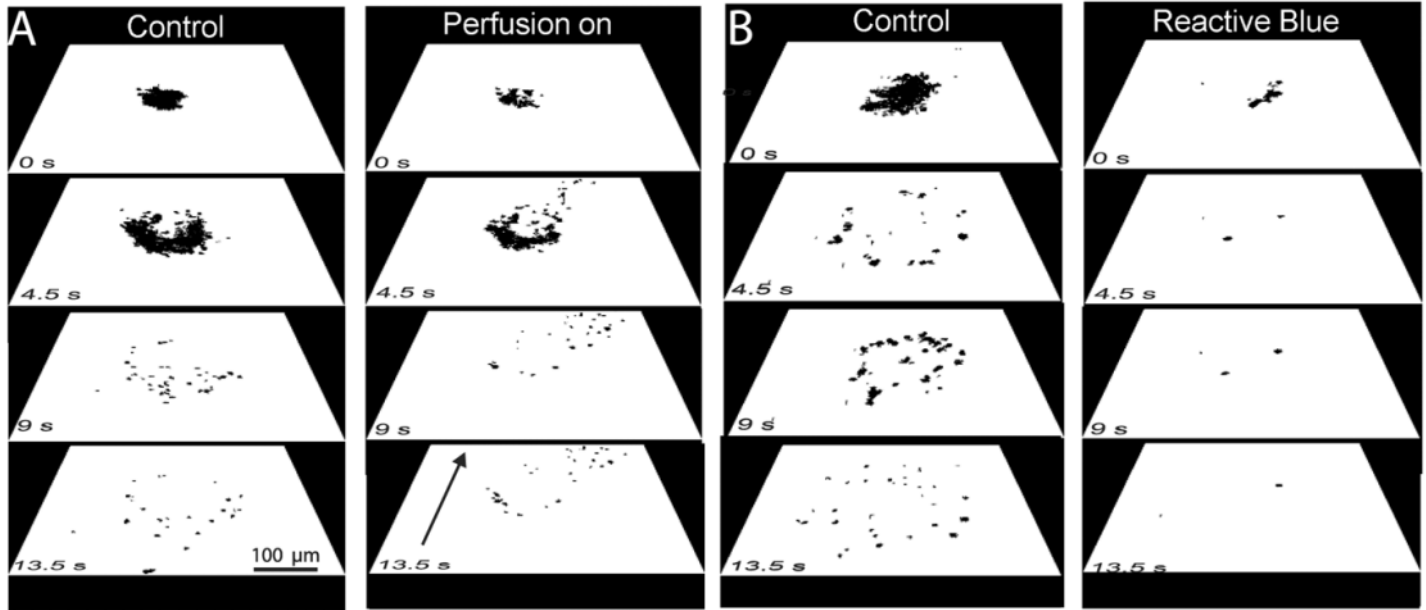 A
Control
0 s
4.5 s
9 s
13.5 s
100 µm
Perfusion on
0 s
4.5 s
9 s
13.5 s
B
Control
0 s
0 s
4.5 s
9 s
13.5 s
Reactive Blue
0 s
4.5 s
9 s
13.5 s